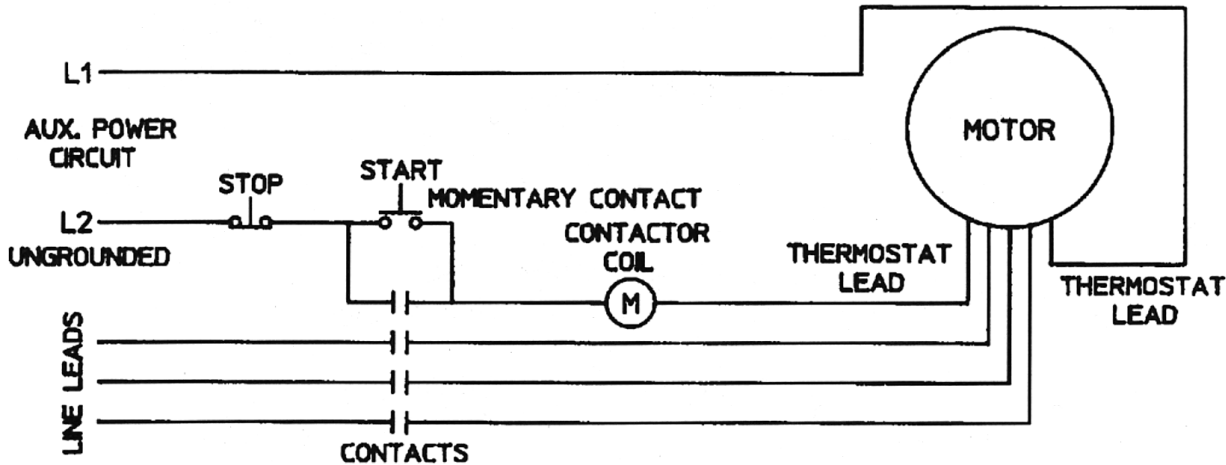 L1
AUX. POWER
CIRCUIT
MOTOR
STOP
START
MOMENTARY CONTACT
L2
UNGROUNDED
CONTACTOR
COIL
M
THERMOSTAT
LEAD
THERMOSTAT
LEAD
LINE LEADS
CONTACTS